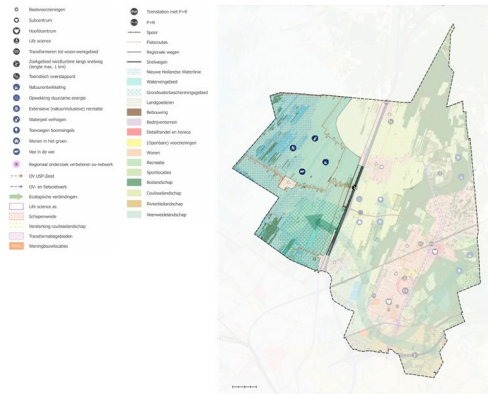 Basisvoorzieningen
Subcentrum
Hoofdcentrum
Life science
Transformeren tot woon-werkgebied
Zoekgebied windturbine langs snelweg
(lengte max. 1 km)
Toeristisch overstappunt
Natuurontwikkeling
Opwekking duurzame energie
Extensieve (natuurinclusieve) recreatie
Waterpeil verhogen
Toevoegen boomsingels
Wonen in het groen
Vee in de wei
Regionaal onderzoek verbeteren ov-netwerk
OV USP-Zeist
OV- en fietsnetwerk
Ecologische verbindingen
Life science as
Schapenweide
Versterking coulisselandschap
Transformatiegebieden
Woningbouwlocaties
Treinstation met P+R
P+R
Spoor
Fietsroutes
Regionale wegen
Snelwegen
Nieuwe Hollandse Waterlinie
Waterwingebied
Grondwaterbeschermingsgebied
Landgoederen
Bebouwing
Bedrijventerrein
Detailhandel en horeca
(Openbare) voorzieningen
Wonen
Recreatie
Sportlocaties
Boslandschap
Coulisselandschap
Rivierenlandschap
Veenweidelandschap